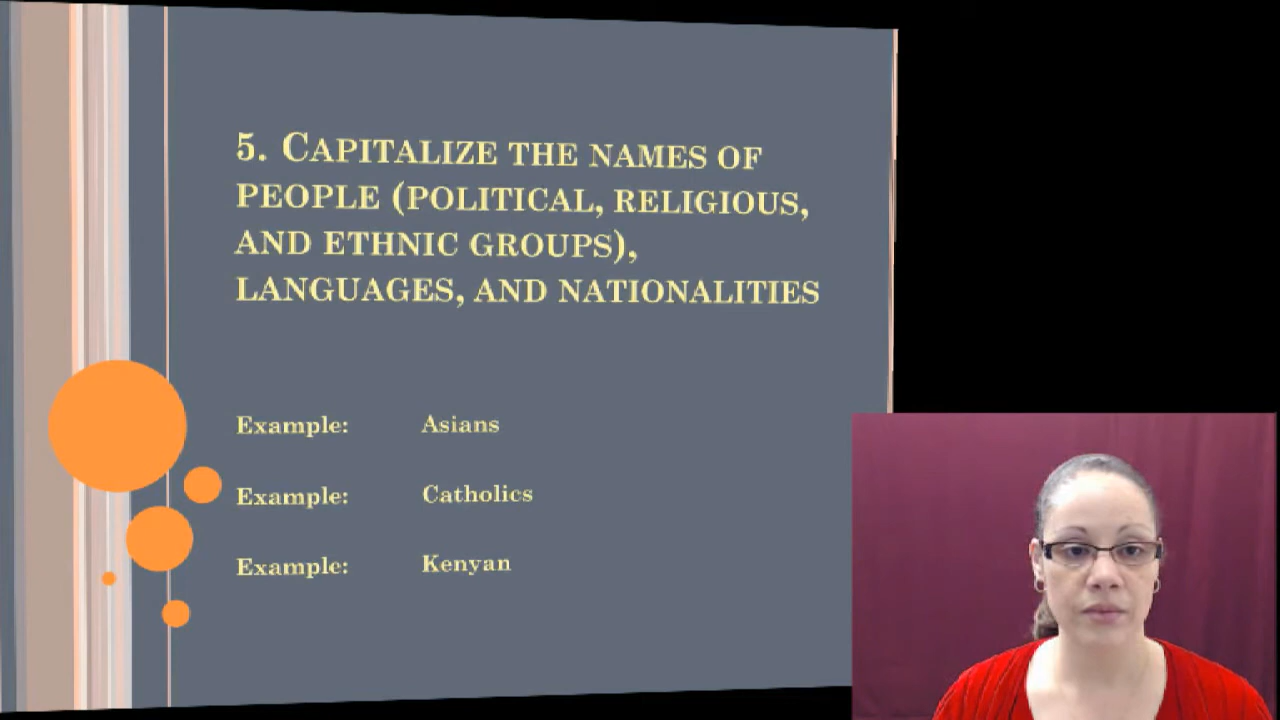 5. CAPITALIZE THE NAMES OF
PEOPLE (POLITICAL, RELIGIOUS,
AND ETHNIC GROUPS),
LANGUAGES, AND NATIONALITIES
Example: Asians
Example: Catholics
Example: Kenyan